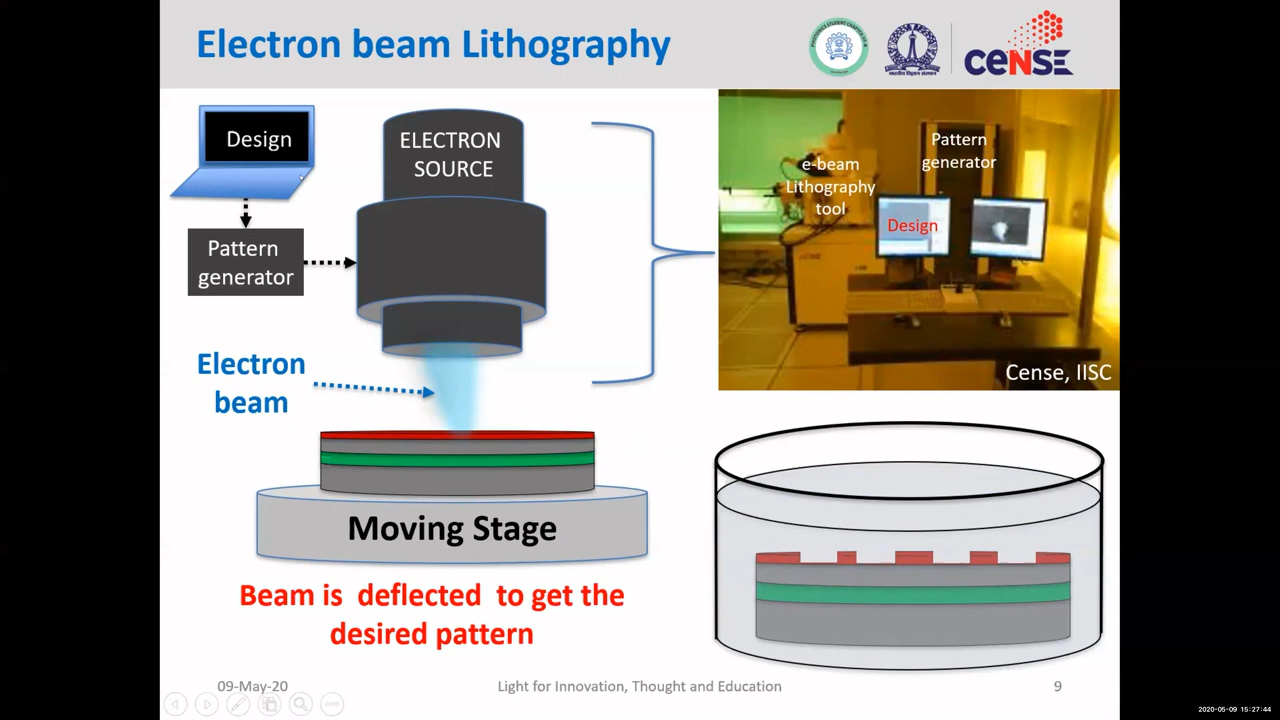 Electron beam Lithography
CeNSE
Design
ELECTRON
SOURCE
Pattern
generator
Electron
beam
Moving Stage
Beam is deflected to get the
desired pattern
e-beam
Lithography
tool
Pattern
generator
Design
Cense, IISC
09-May-20
Light for Innovation, Thought and Education
9
2020-05-09 15:27:44